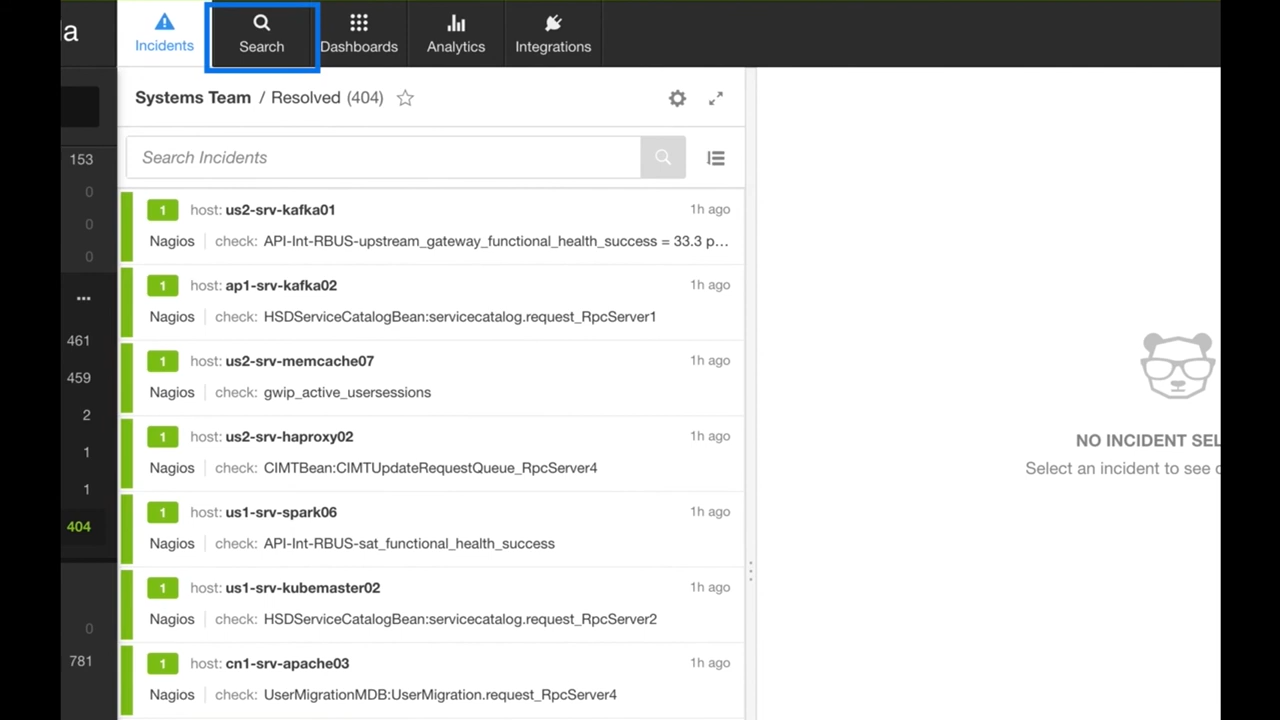 a
Incidents
Search
Dashboards
Analytics
Integrations
Systems Team / Resolved (404)
Search Incidents
153
0
0
0
...
461
459
2
1
1
404
0
781
1 host: us2-srv-kafka01 1h ago
Nagios check: API-Int-RBUS-upstream_gateway_functional_health_success = 33.3 p...
1 host: ap1-srv-kafka02 1h ago
Nagios check: HSDServiceCatalogBean:servicecatalog.request_RpcServer1
1 host: us2-srv-memcache07 1h ago
Nagios check: gwip_active_usersessions
1 host: us2-srv-haproxy02 1h ago
Nagios check: CIMTBean:CIMTUpdateRequestQueue_RpcServer4
1 host: us1-srv-spark06 1h ago
Nagios check: API-Int-RBUS-sat_functional_health_success
1 host: us1-srv-kubemaster02 1h ago
Nagios check: HSDServiceCatalogBean:servicecatalog.request_RpcServer2
1 host: cn1-srv-apache03 1h ago
Nagios check: UserMigrationMDB:UserMigration.request_RpcServer4
NO INCIDENT SEL
Select an incident to see